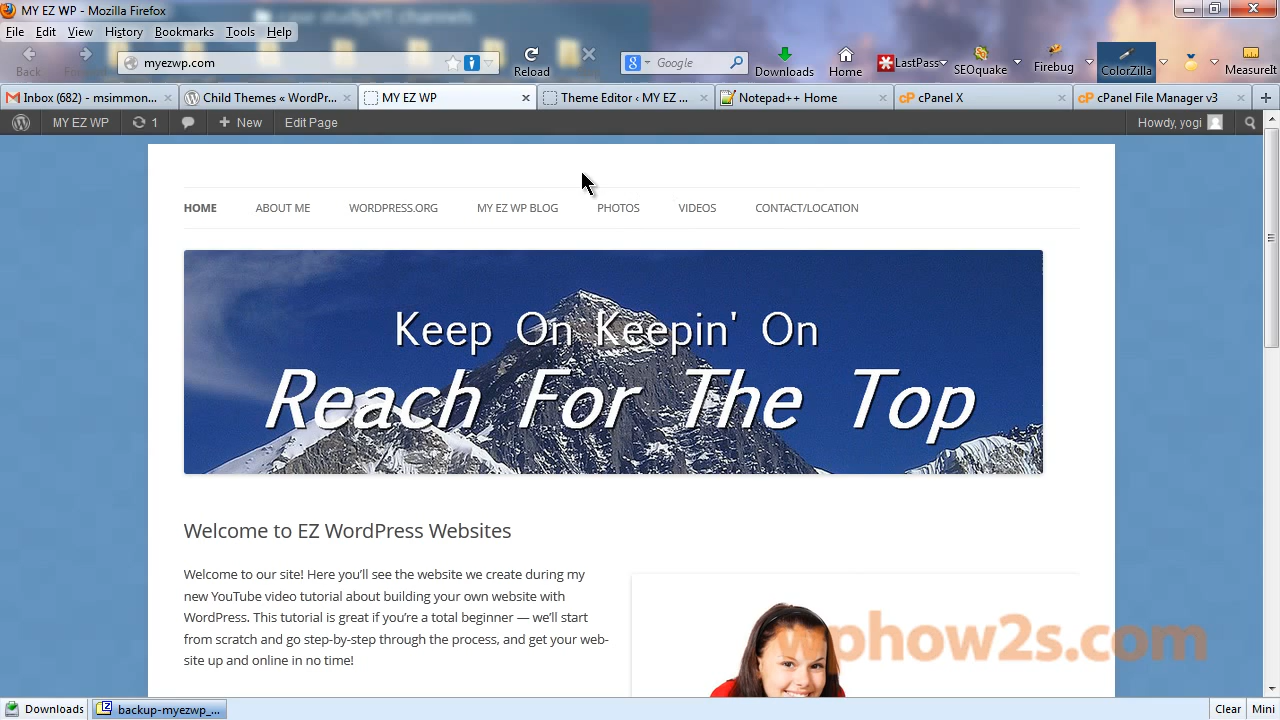 MY EZ WP - Mozilla Firefox
File Edit View History Bookmarks Tools Help
Back myezwp.com Reload Google Downloads Home LastPass SEOquake Firebug ColorZilla MeasureIt
Inbox (682) - msimmon... Child Themes « WordPr... MY EZ WP Theme Editor ‹ MY EZ ... Notepad++ Home cPanel X cPanel File Manager v3
MY EZ WP 1 New Edit Page Howdy, yogi
HOME ABOUT ME WORDPRESS.ORG MY EZ WP BLOG PHOTOS VIDEOS CONTACT/LOCATION
Keep On Keepin' On
Reach For The Top
Welcome to EZ WordPress Websites
Welcome to our site! Here you'll see the website we create during my
new YouTube video tutorial about building your own website with
WordPress. This tutorial is great if you're a total beginner — we'll start
from scratch and go step-by-step through the process, and get your web-
site up and online in no time!
wphow2s.com
Downloads backup-myezwp_... Clear Mini